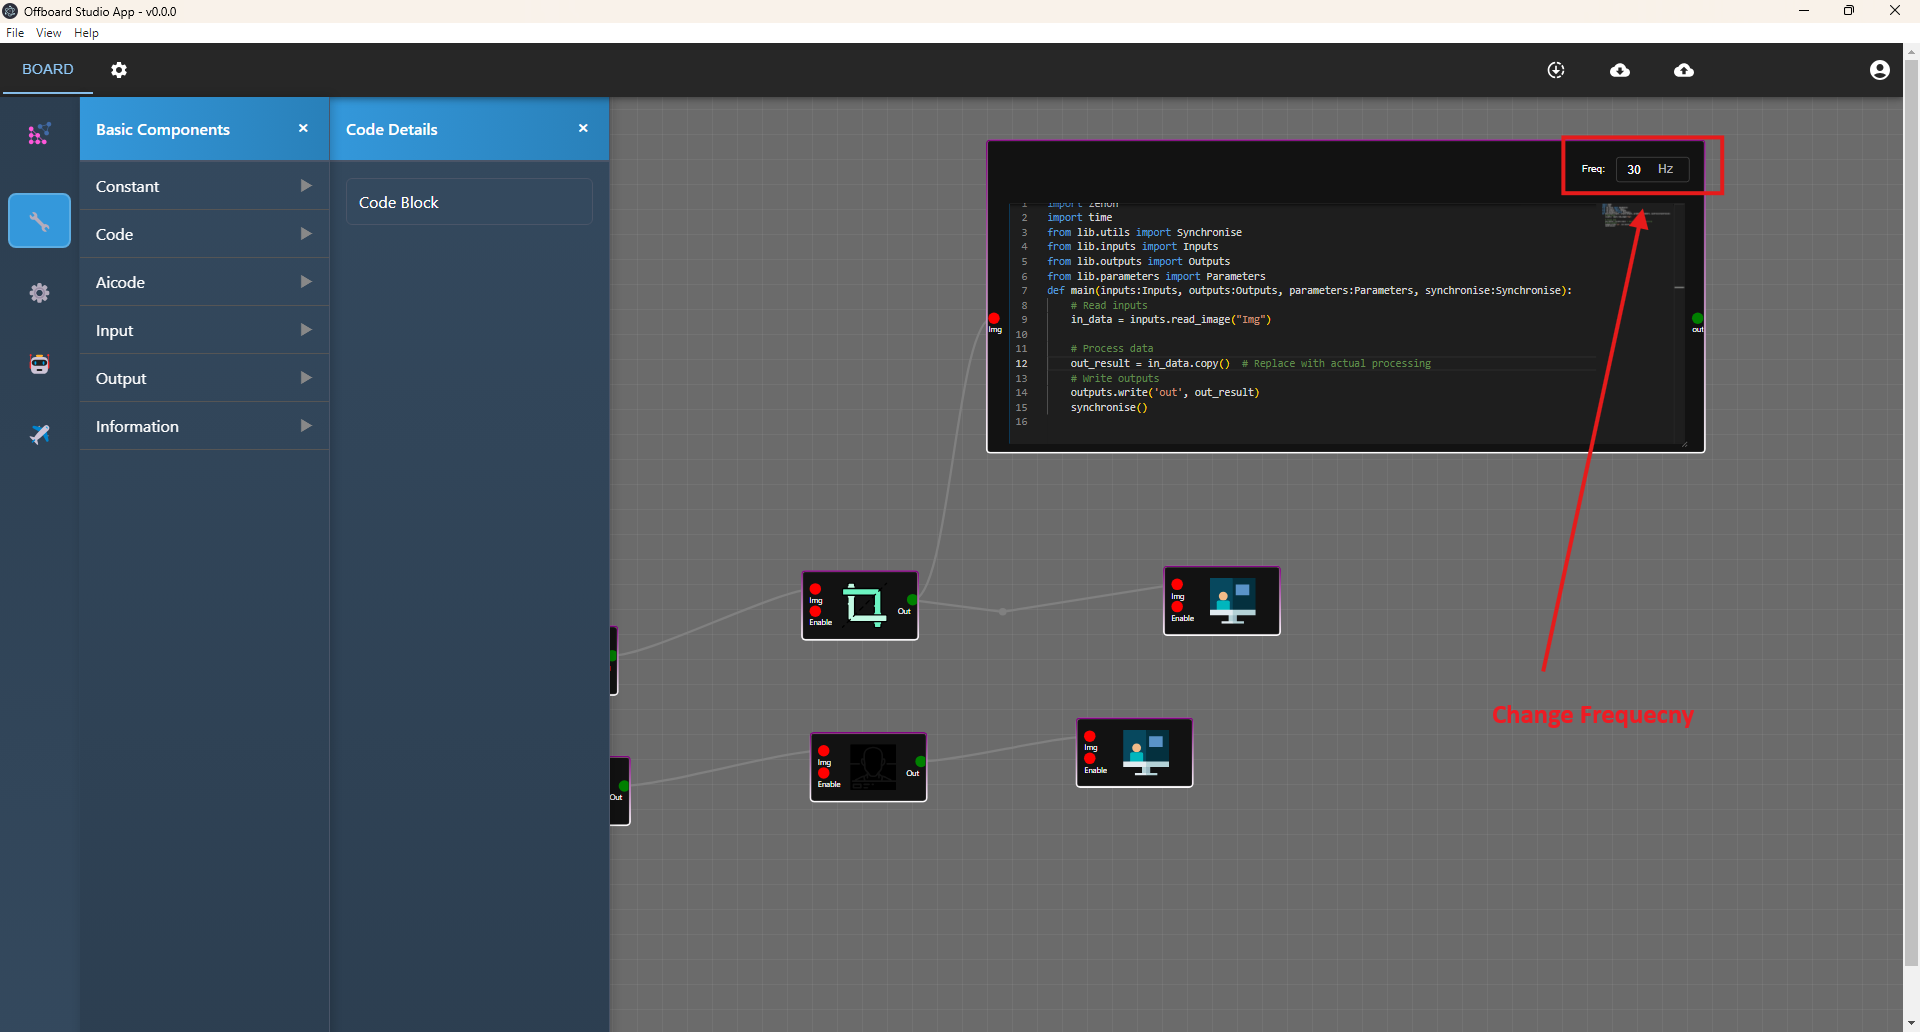 Offboard Studio App - v0.0.0
File View Help
BOARD
Basic Components ×
Code Details ×
Constant
Code
Aicode
Input
Output
Information
Code Block
Freq: 30 Hz
1 import zenoh
2 import time
3 from lib.utils import Synchronise
4 from lib.inputs import Inputs
5 from lib.outputs import Outputs
6 from lib.parameters import Parameters
7 def main(inputs:Inputs, outputs:Outputs, parameters:Parameters, synchronise:Synchronise):
8 # Read inputs
9 in_data = inputs.read_image("Img")
10
11 # Process data
12 out_result = in_data.copy() # Replace with actual processing
13 # Write outputs
14 outputs.write('out', out_result)
15 synchronise()
16
Img
out
Img
Enable
Out
Img
Enable
Change Frequecny
Img
Enable
Out
Img
Enable
Out